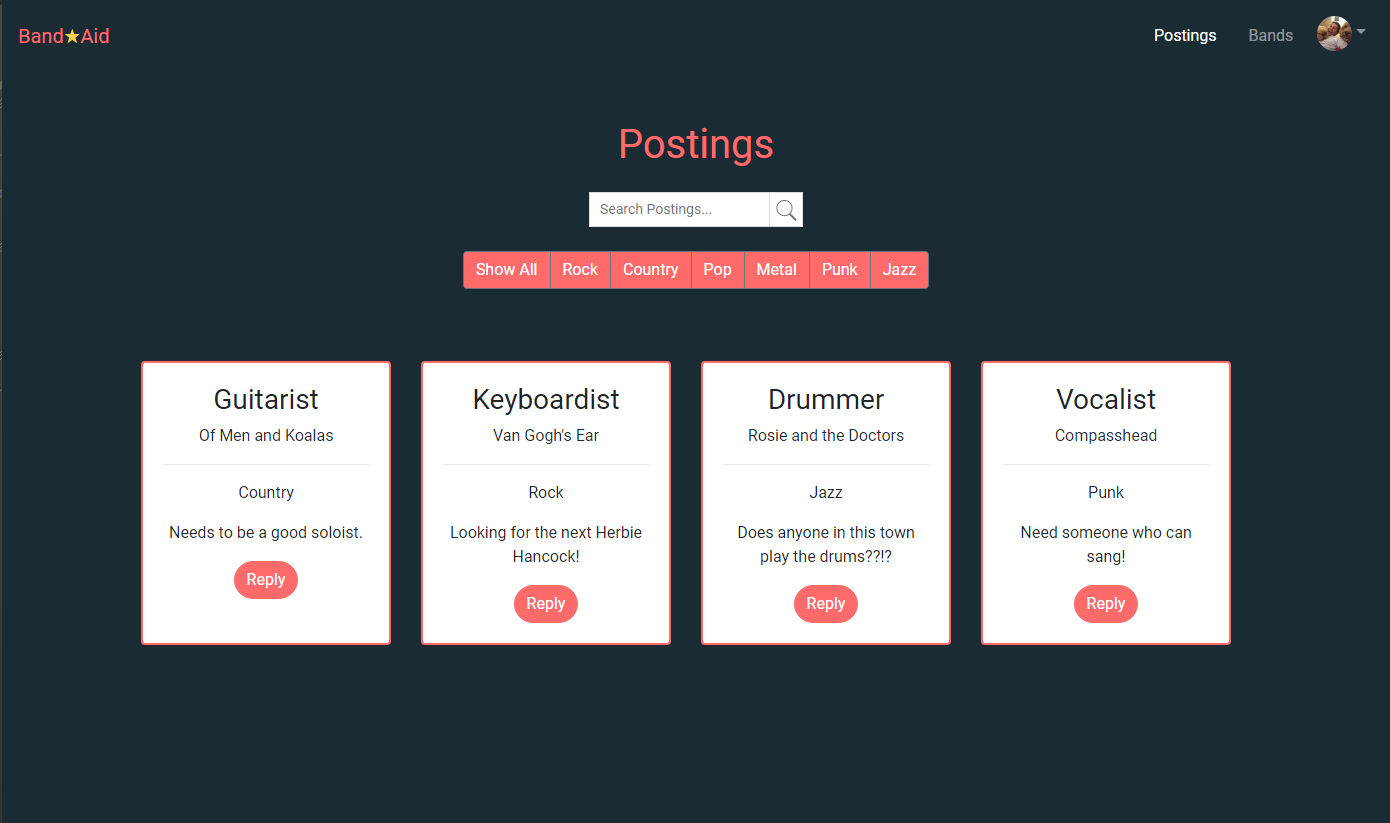 Band★Aid
Postings
Bands
Postings
Search Postings...
Show All
Rock
Country
Pop
Metal
Punk
Jazz
Guitarist
Of Men and Koalas
Country
Needs to be a good soloist.
Reply
Keyboardist
Van Gogh's Ear
Rock
Looking for the next Herbie
Hancock!
Reply
Drummer
Rosie and the Doctors
Jazz
Does anyone in this town
play the drums??!?
Reply
Vocalist
Compasshead
Punk
Need someone who can
sang!
Reply